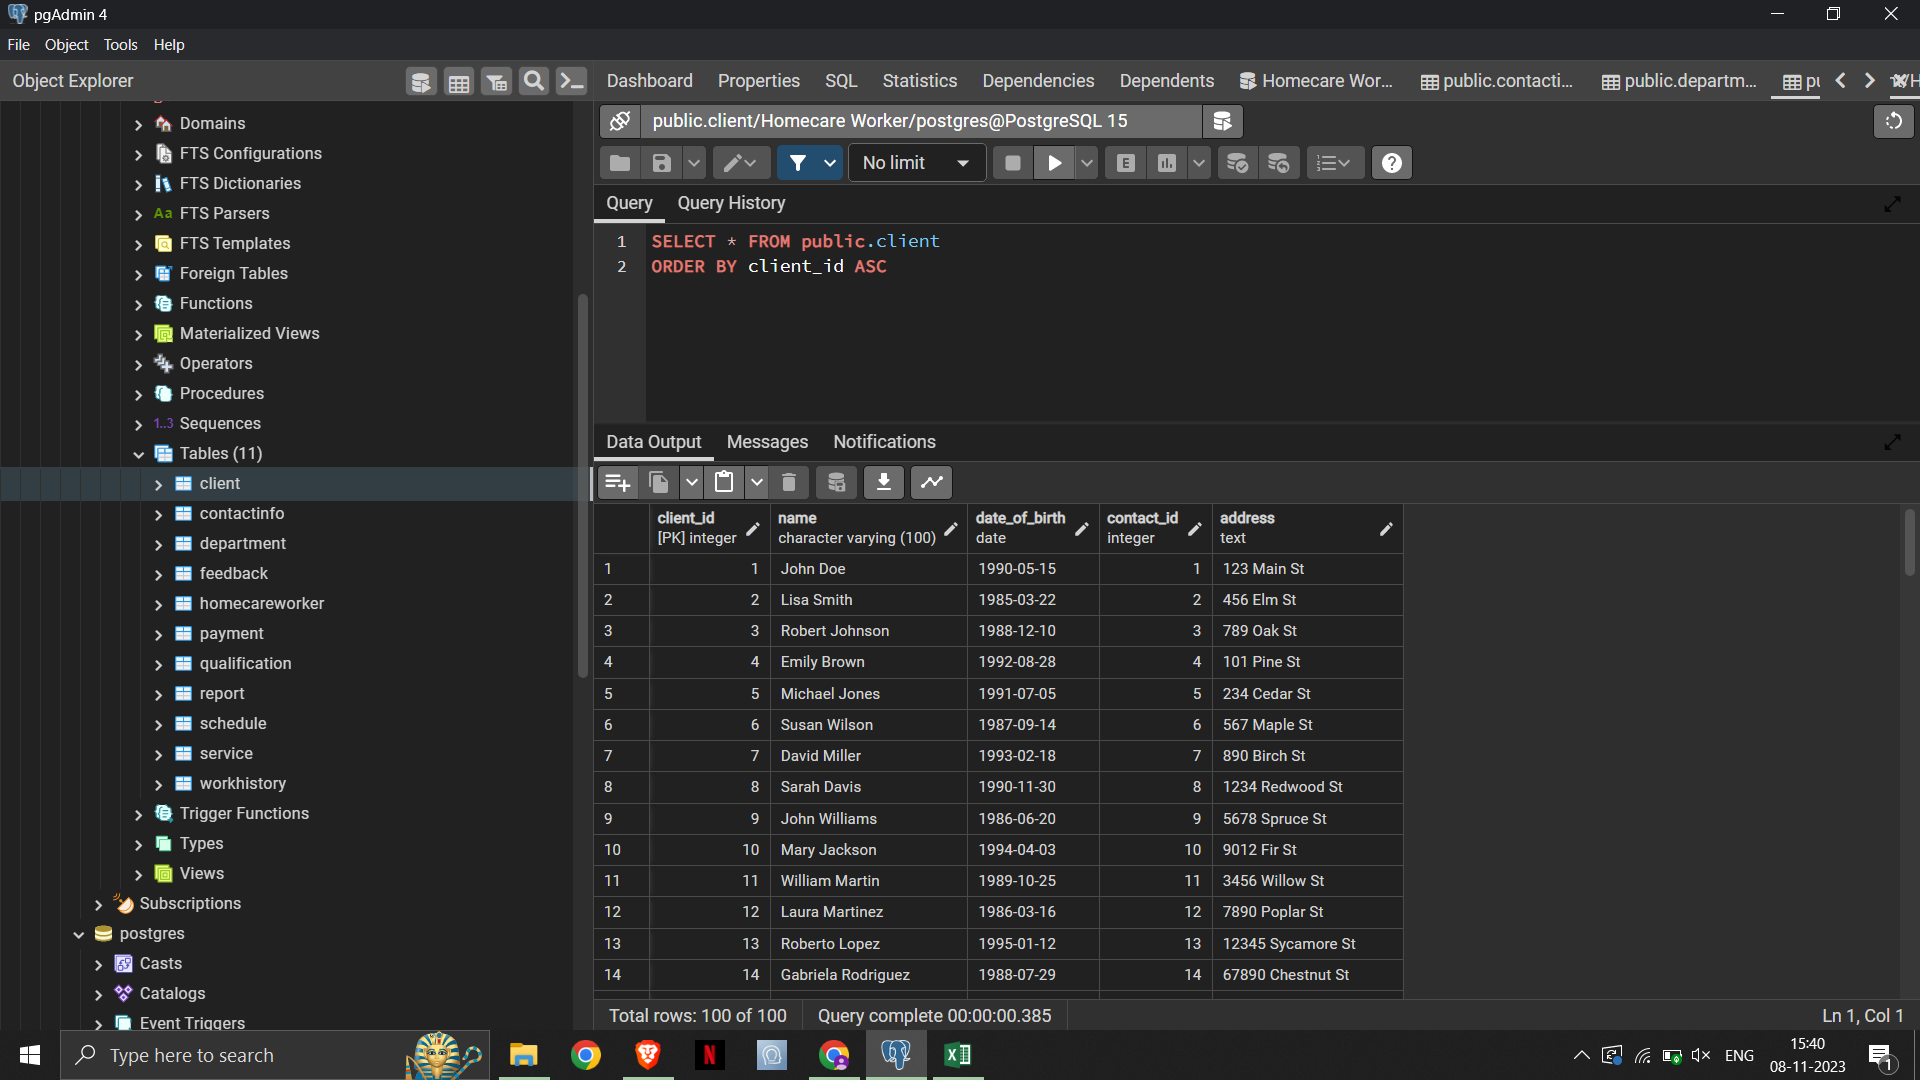 pgAdmin 4
File Object Tools Help
Object Explorer
Dashboard Properties SQL Statistics Dependencies Dependents Homecare Wor... public.contacti... public.departm...
public.client/Homecare Worker/postgres@PostgreSQL 15
No limit
E
Query Query History
1 SELECT * FROM public.client
2 ORDER BY client_id ASC
Domains
FTS Configurations
FTS Dictionaries
Aa FTS Parsers
FTS Templates
Foreign Tables
Functions
Materialized Views
Operators
Procedures
1..3 Sequences
Tables (11)
client
contactinfo
department
feedback
homecareworker
payment
qualification
report
schedule
service
workhistory
Trigger Functions
Types
Views
Subscriptions
postgres
Casts
Catalogs
Event Triggers
Data Output Messages Notifications
client_id name date_of_birth contact_id address
[PK] integer character varying (100) date integer text
1 1 John Doe 1990-05-15 1 123 Main St
2 2 Lisa Smith 1985-03-22 2 456 Elm St
3 3 Robert Johnson 1988-12-10 3 789 Oak St
4 4 Emily Brown 1992-08-28 4 101 Pine St
5 5 Michael Jones 1991-07-05 5 234 Cedar St
6 6 Susan Wilson 1987-09-14 6 567 Maple St
7 7 David Miller 1993-02-18 7 890 Birch St
8 8 Sarah Davis 1990-11-30 8 1234 Redwood St
9 9 John Williams 1986-06-20 9 5678 Spruce St
10 10 Mary Jackson 1994-04-03 10 9012 Fir St
11 11 William Martin 1989-10-25 11 3456 Willow St
12 12 Laura Martinez 1986-03-16 12 7890 Poplar St
13 13 Roberto Lopez 1995-01-12 13 12345 Sycamore St
14 14 Gabriela Rodriguez 1988-07-29 14 67890 Chestnut St
Total rows: 100 of 100 Query complete 00:00:00.385 Ln 1, Col 1
Type here to search
N
ENG
15:40
08-11-2023
1